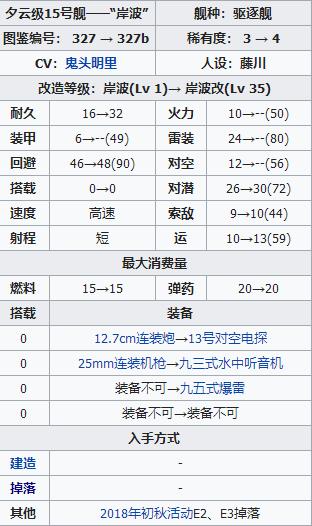 夕云级15号舰——“岸波” 舰种：驱逐舰
图鉴编号： 327 → 327b 稀有度： 3 → 4
CV：鬼头明里 人设：藤川
改造等级：岸波(Lv 1)→ 岸波改(Lv 35)
耐久 16→32 火力 10→--(50)
装甲 6→--(49) 雷装 24→--(80)
回避 46→48(90) 对空 12→--(56)
搭载 0→0 对潜 26→30(72)
速度 高速 索敌 9→10(44)
射程 短 运 10→13(59)
最大消费量
燃料 15→15 弹药 20→20
搭载 装备
0 12.7cm连装炮→13号对空电探
0 25mm连装机枪→九三式水中听音机
0 装备不可→九五式爆雷
0 装备不可→装备不可
入手方式
建造 -
掉落 -
其他 2018年初秋活动E2、E3掉落